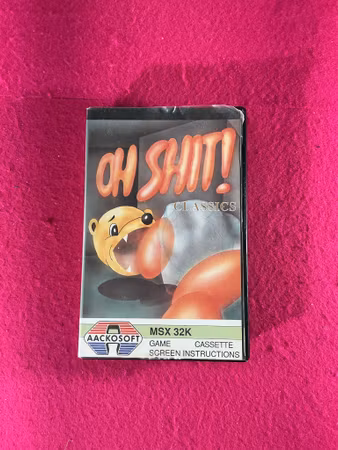 OH SHIT!
CLASSICS
AACKOSOFT
MSX 32K
GAME CASSETTE
SCREEN INSTRUCTIONS